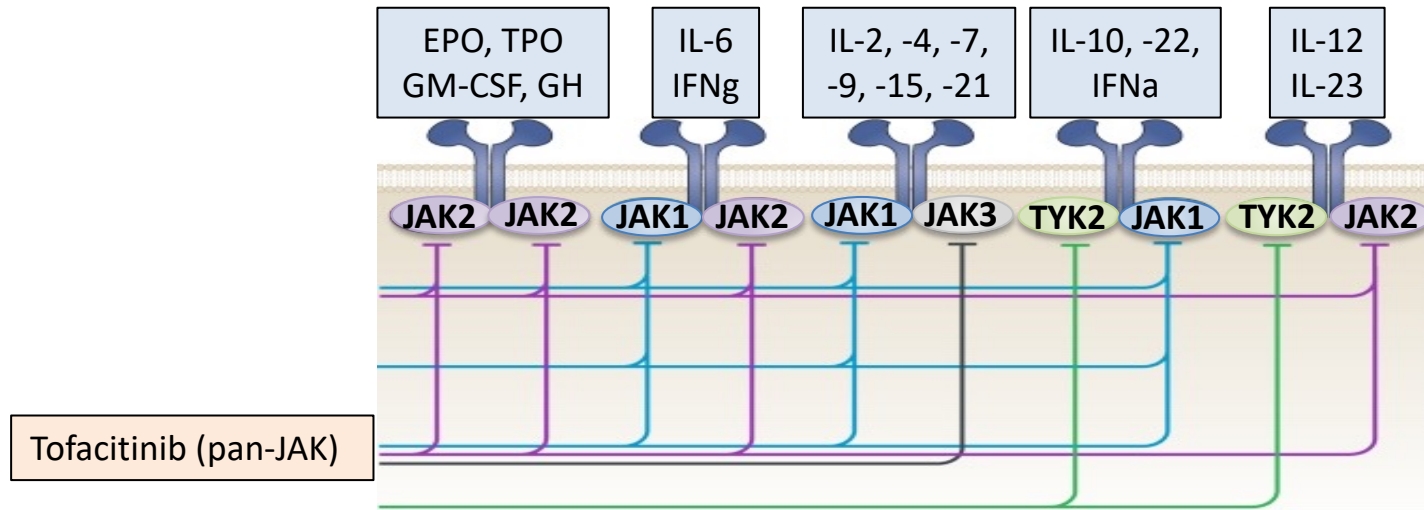 EPO, TPO
GM-CSF, GH
IL-6
IFNg
IL-2, -4, -7,
-9, -15, -21
IL-10, -22,
IFNa
IL-12
IL-23
JAK2 JAK2 JAK1 JAK2 JAK1 JAK3 TYK2 JAK1 TYK2 JAK2
Tofacitinib (pan-JAK)